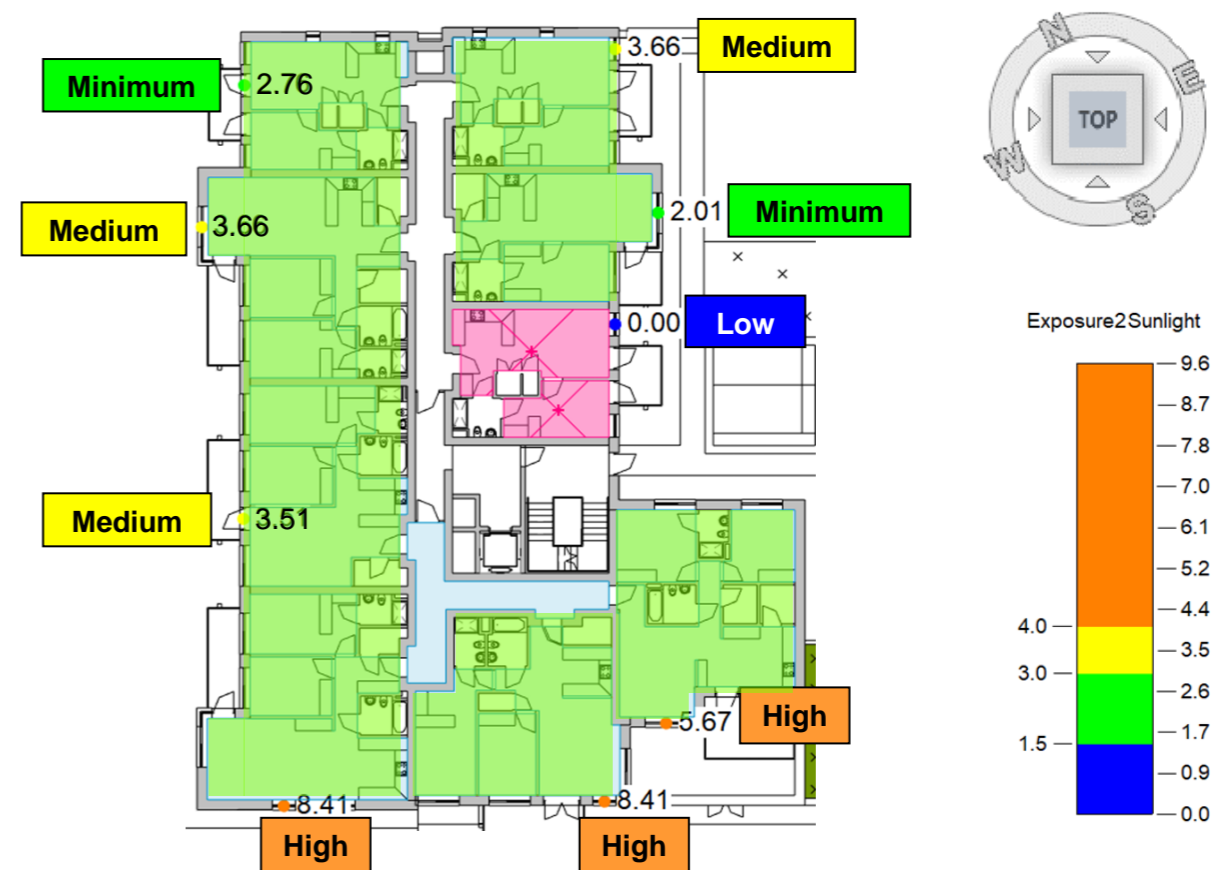 3.66
Medium
Minimum
2.76
N
E
TOP
W
S
Medium
3.66
2.01
Minimum
0.00
Low
Exposure2Sunlight
9.6
8.7
7.8
7.0
6.1
5.2
4.4
4.0
3.5
3.0
2.6
1.7
1.5
0.9
0.0
Medium
3.51
5.67
High
8.41
High
8.41
High